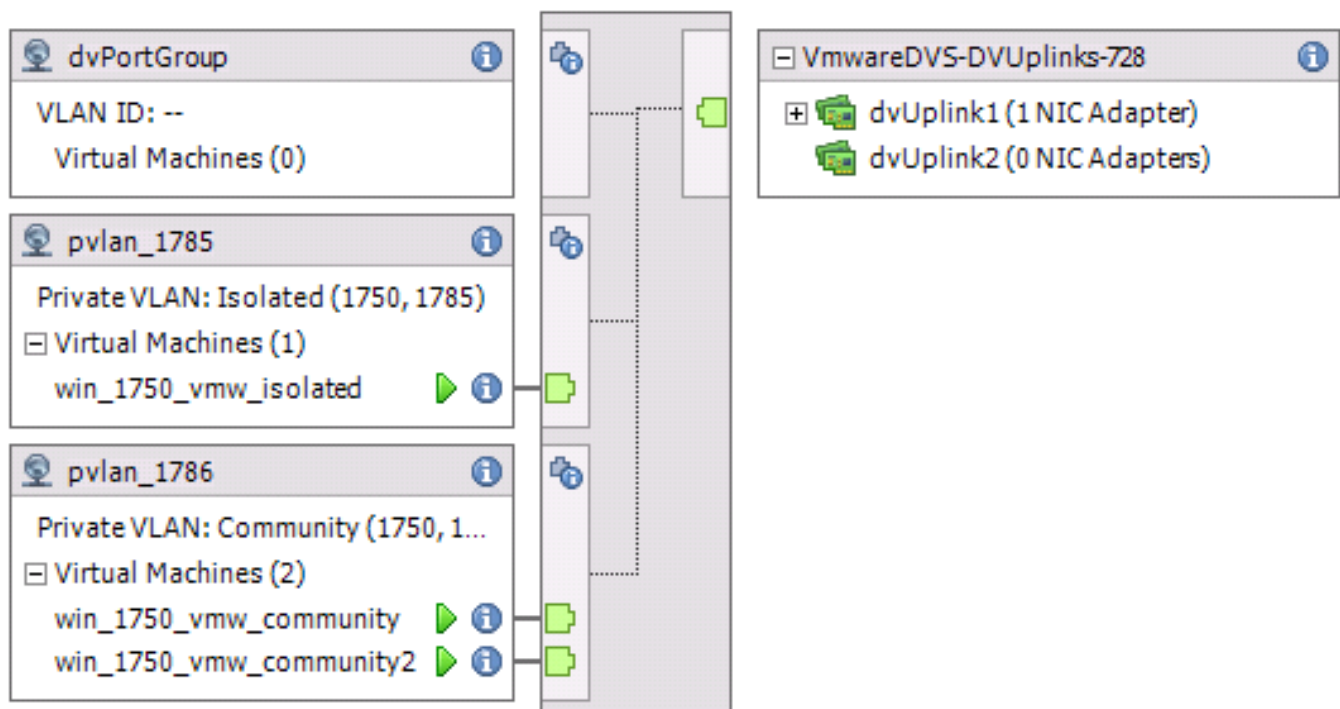 dvPortGroup
VLAN ID: --
Virtual Machines (0)
pvlan_1785
Private VLAN: Isolated (1750, 1785)
Virtual Machines (1)
win_1750_vmw_isolated
pvlan_1786
Private VLAN: Community (1750, 1...
Virtual Machines (2)
win_1750_vmw_community
win_1750_vmw_community2
VmwareDVS-DVUplinks-728
dvUplink1 (1 NIC Adapter)
dvUplink2 (0 NIC Adapters)